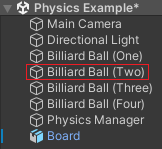 Physics Example*
Main Camera
Directional Light
Billiard Ball (One)
Billiard Ball (Two)
Billiard Ball (Three)
Billiard Ball (Four)
Physics Manager
Board